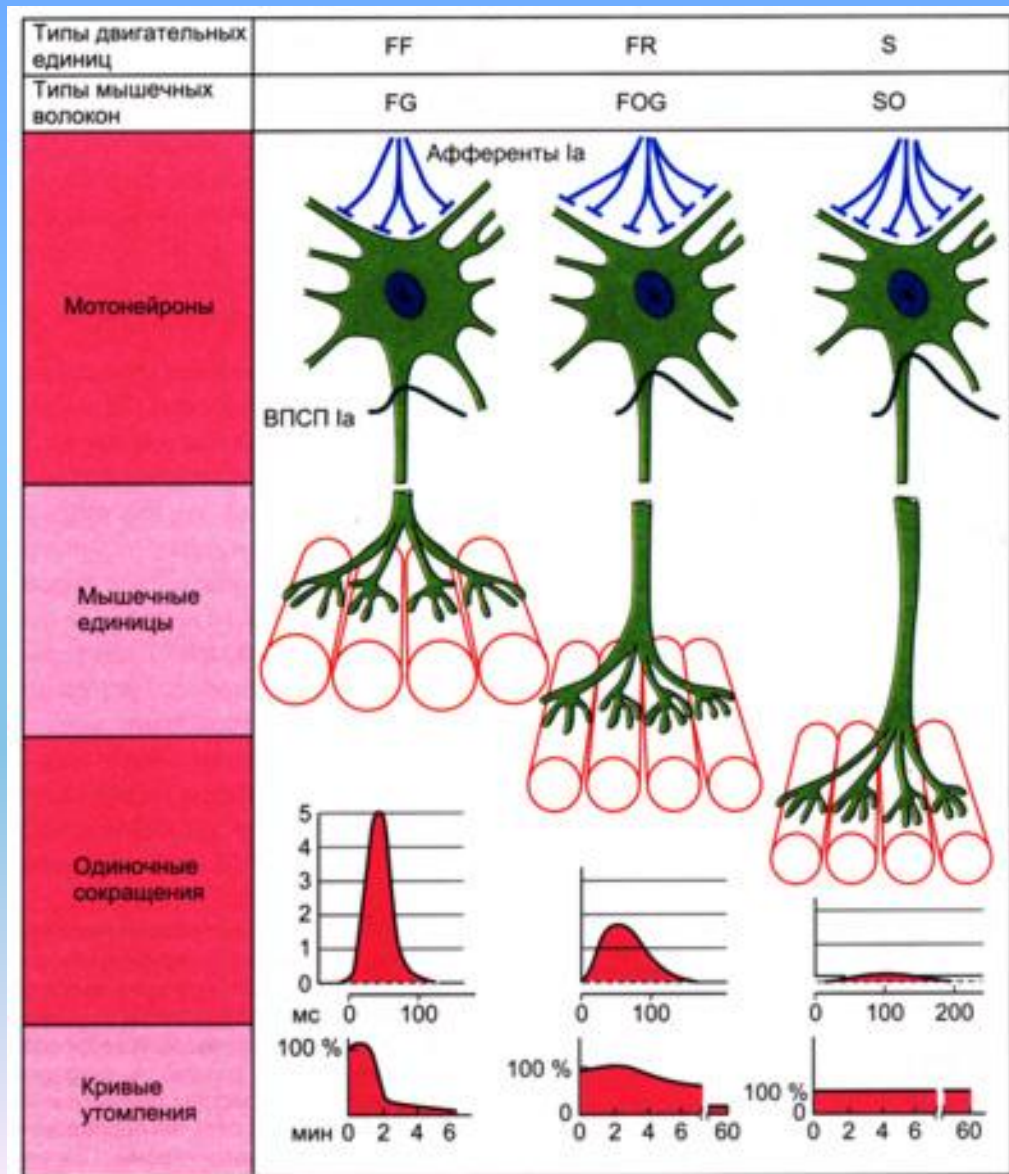 Типы двигательных
единиц
FF
FR
S
Типы мышечных
волокон
FG
FOG
SO
Афференты Ia
Мотонейроны
ВПСП Ia
Мышечные
единицы
Одиночные
сокращения
5
4
3
2
1
0
мс 0 100
0 100
0 100 200
Кривые
утомления
100 %
мин 0 2 4 6
100 %
0
0 2 4 6 60
100 %
0
0 2 4 6 60